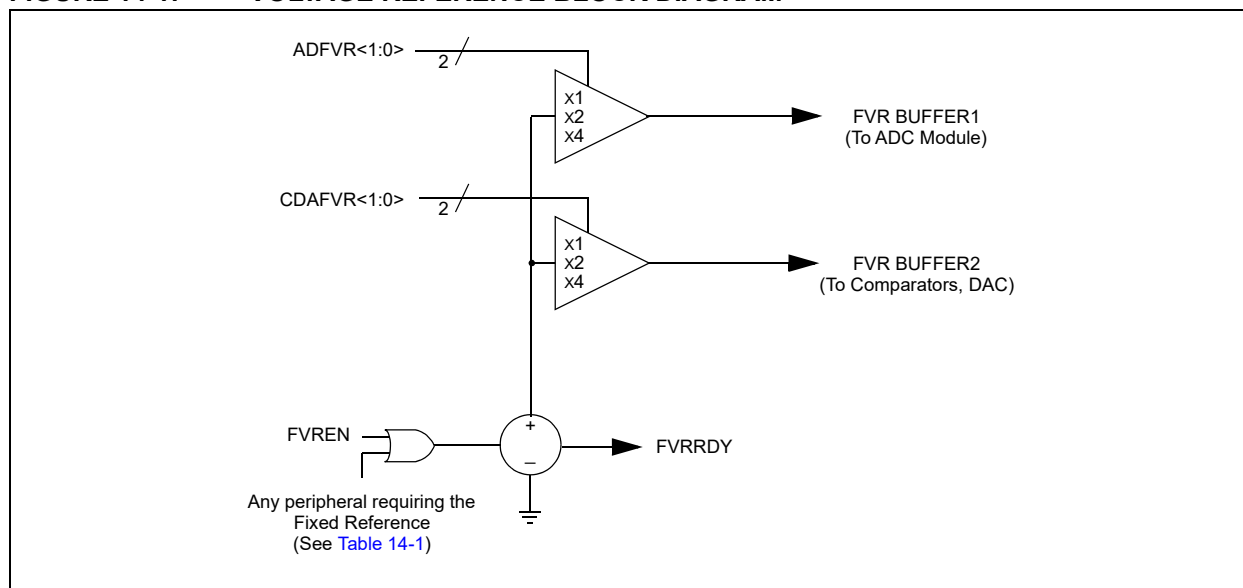 ADFVR<1:0>
2
X1
X2
X4
FVR BUFFER1
(To ADC Module)
CDAFVR<1:0>
2
X1
X2
X4
FVR BUFFER2
(To Comparators, DAC)
FVREN
+
_
FVRRDY
Any peripheral requiring the
Fixed Reference
(See Table 14-1)